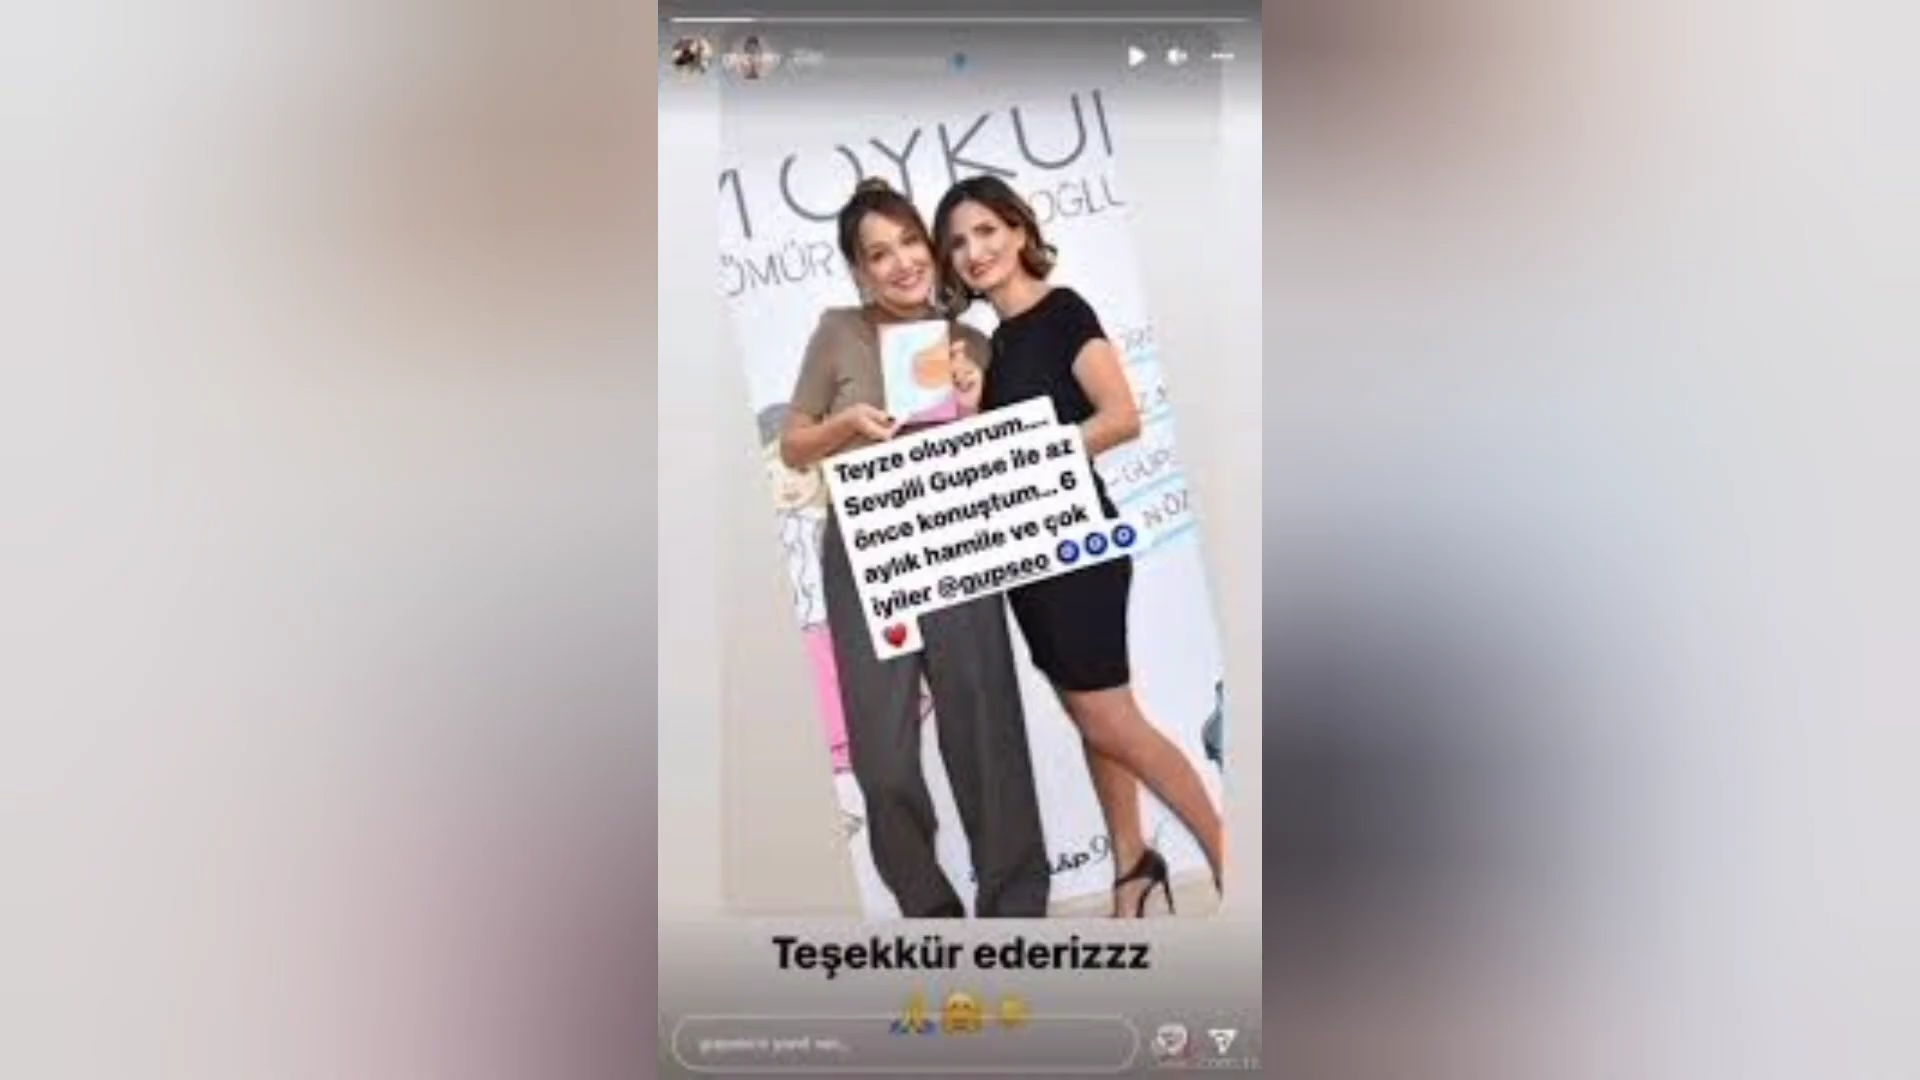 OYKU
ÖMÜR
OĞLU
Teyze oluyorum....
Sevgili Gupse ile az
önce konuştum... 6
aylık hamile ve çok
iyiler @gupseo 🧿🧿🧿
❤️
Teşekkür ederizzz
🙏